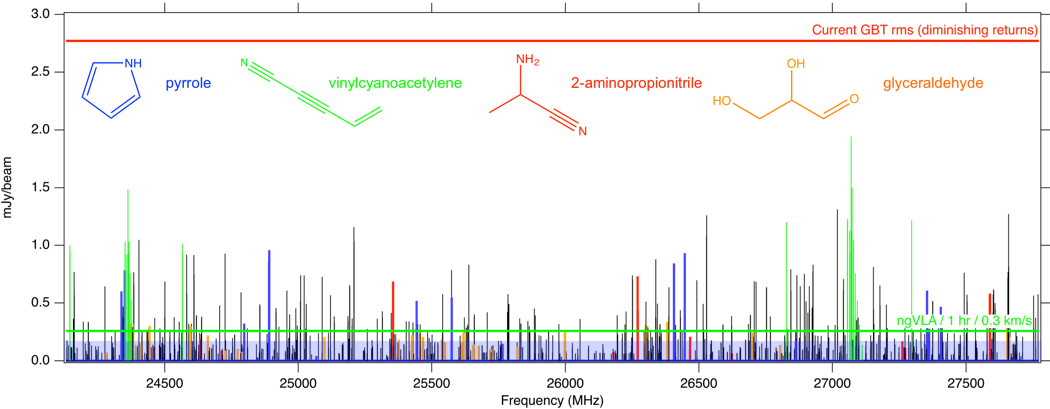 3.0
Current GBT rms (diminishing returns)
2.5
NH
pyrrole
N
vinylcyanoacetylene
NH2
N
2-aminopropionitrile
OH
HO
O
glyceraldehyde
2.0
1.5
1.0
0.5
ngVLA / 1 hr / 0.3 km/s
0.0
mJy/beam
24500 25000 25500 26000 26500 27000 27500
Frequency (MHz)